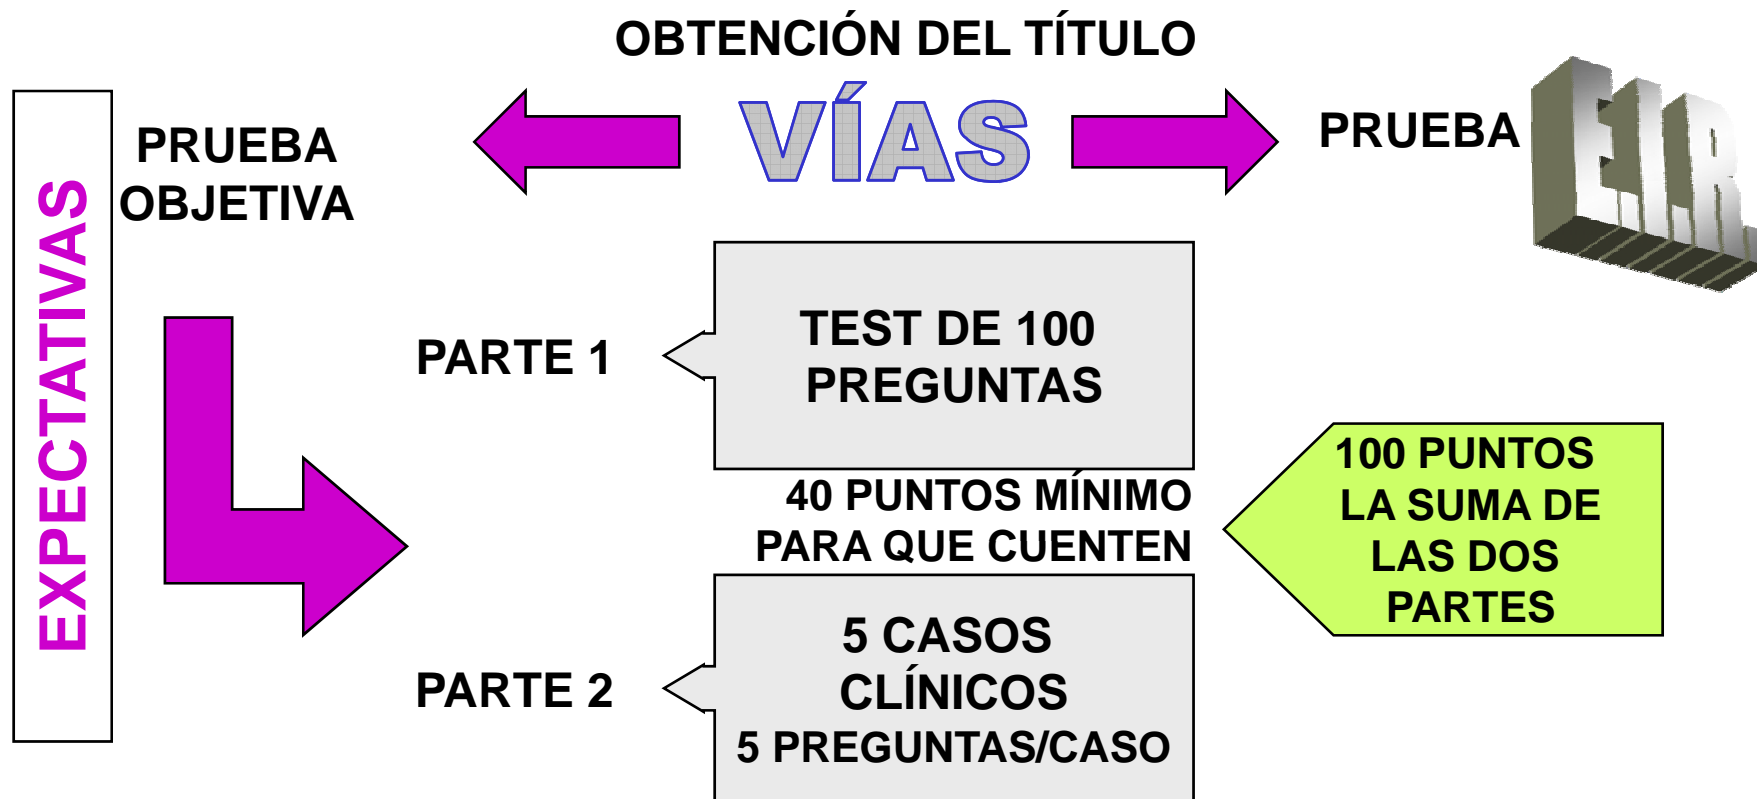 OBTENCIÓN DEL TÍTULO
EXPECTATIVAS
PRUEBA
OBJETIVA
VÍAS
PRUEBA
E.I.R.
PARTE 1
TEST DE 100
PREGUNTAS
40 PUNTOS MÍNIMO
PARA QUE CUENTEN
100 PUNTOS
LA SUMA DE
LAS DOS
PARTES
PARTE 2
5 CASOS
CLÍNICOS
5 PREGUNTAS/CASO